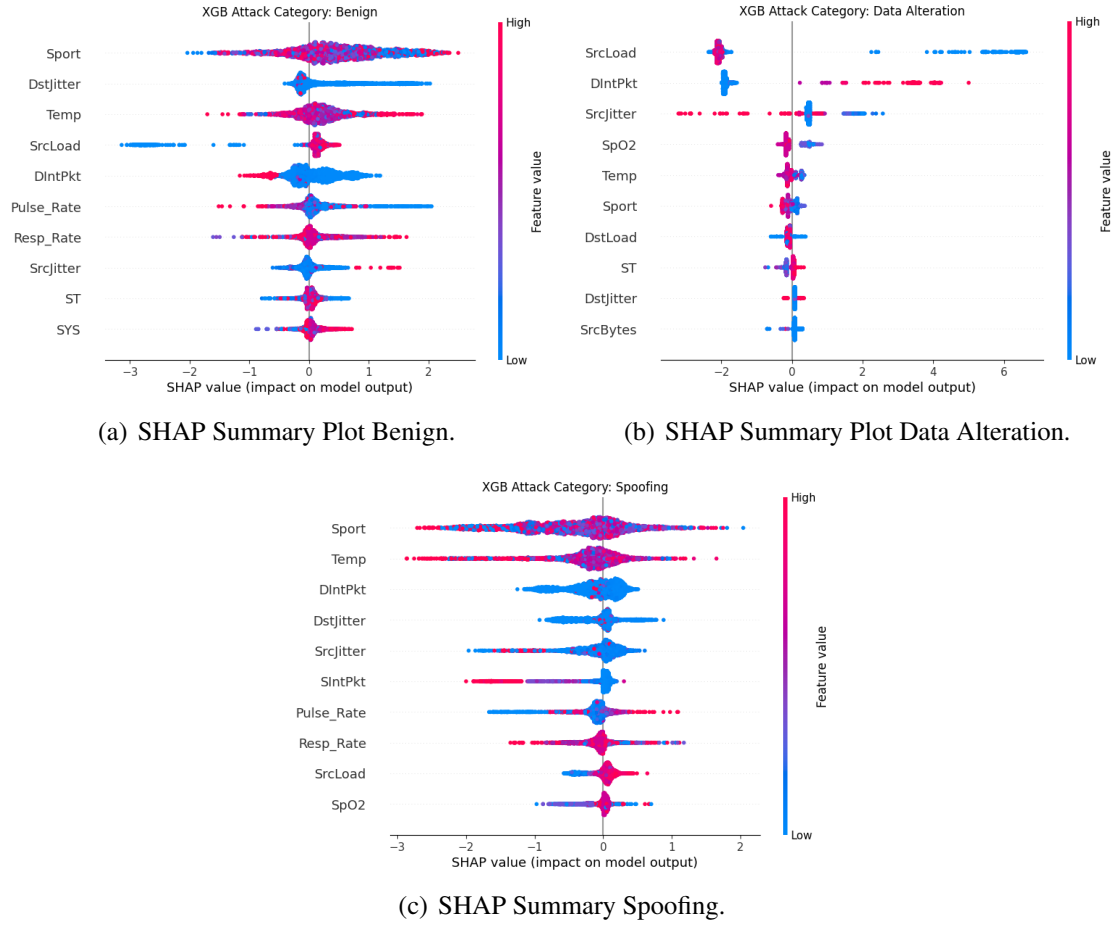 XGB Attack Category: Benign
High
Sport
DstJitter
Temp
SrcLoad
DIntPkt
Pulse_Rate
Resp_Rate
SrcJitter
ST
SYS
Feature value
Low
−3 −2 −1 0 1 2
SHAP value (impact on model output)
(a) SHAP Summary Plot Benign.
XGB Attack Category: Data Alteration
High
SrcLoad
DIntPkt
SrcJitter
SpO2
Temp
Sport
DstLoad
ST
DstJitter
SrcBytes
Feature value
Low
−2 0 2 4 6
SHAP value (impact on model output)
(b) SHAP Summary Plot Data Alteration.
XGB Attack Category: Spoofing
High
Sport
Temp
DIntPkt
DstJitter
SrcJitter
SIntPkt
Pulse_Rate
Resp_Rate
SrcLoad
SpO2
Feature value
Low
−3 −2 −1 0 1 2
SHAP value (impact on model output)
(c) SHAP Summary Spoofing.